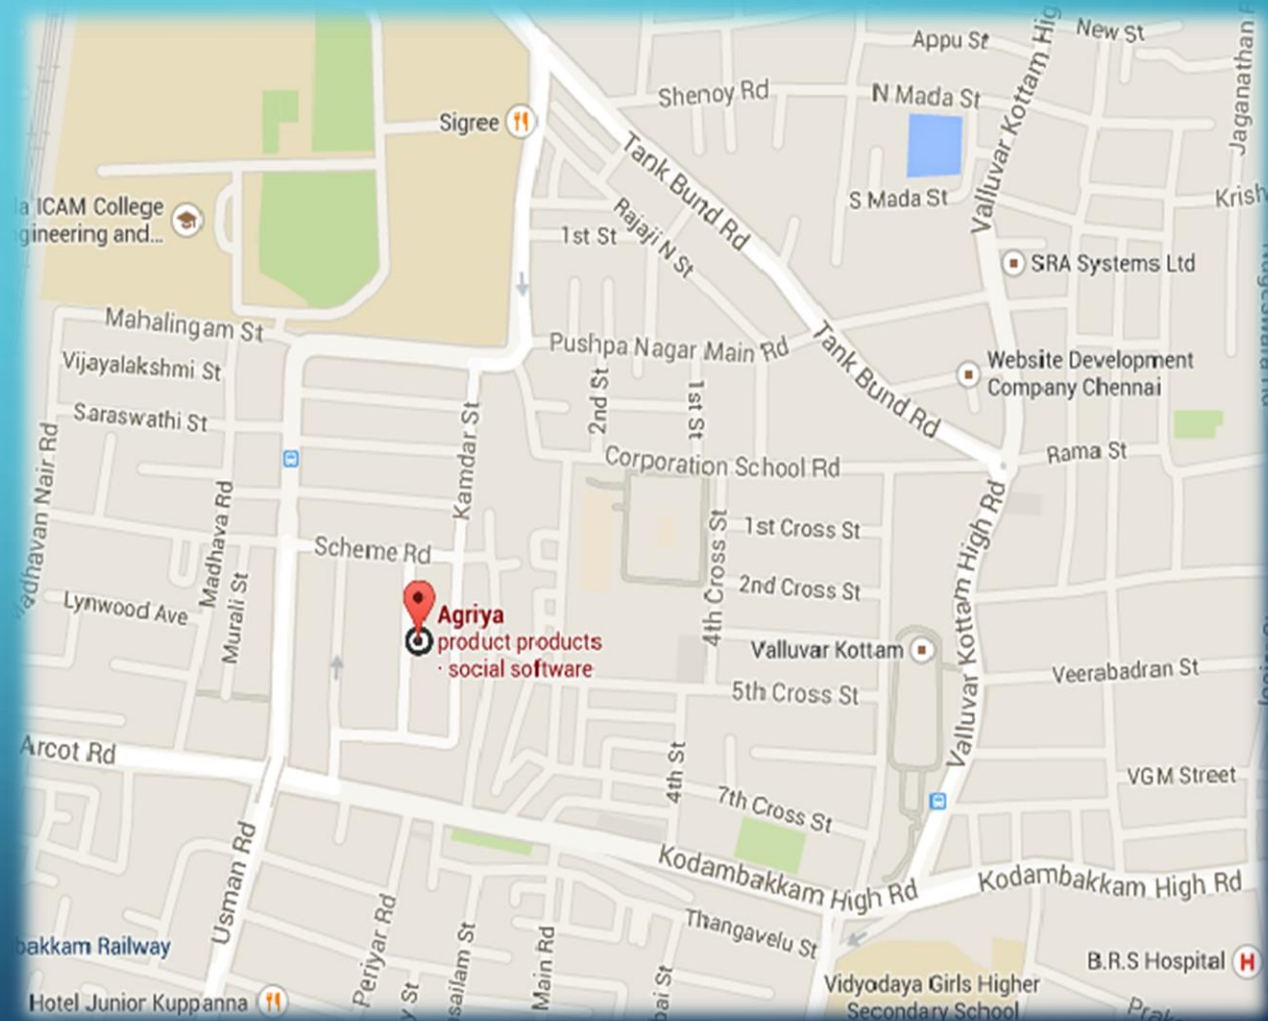 New St
Appu St
Valluvar Kottam Hig
Shenoy Rd
N Mada St
Jaganathan
Sigree
Tank Bund Rd
ICAM College
and...
S Mada St
Krish
Rajaji N St
1st St
SRA Systems Ltd
Mahalingam St
Pushpa Nagar Main Rd
Tank Bund Rd
Vijayalakshmi St
Website Development
Company Chennai
2nd St
1st St
Saraswathi St
Kamdar St
Rama St
Corporation School Rd
Nair Rd
Madhava Rd
Valluvar Kottam High Rd
1st Cross St
Scheme Rd
4th Cross St
2nd Cross St
Lynwood Ave
Murali St
Agriya
product products
· social software
Valluvar Kottam
Veerabadran St
5th Cross St
Arcot Rd
4th St
VGM Street
7th Cross St
Usman Rd
Kodambakkam High Rd
Kodambakkam High Rd
Periyar Rd
Thangavelu St
Main Rd
bakkam Railway
B.R.S Hospital
H
Vidyodaya Girls Higher
Secondary School
Hotel Junior Kuppanna